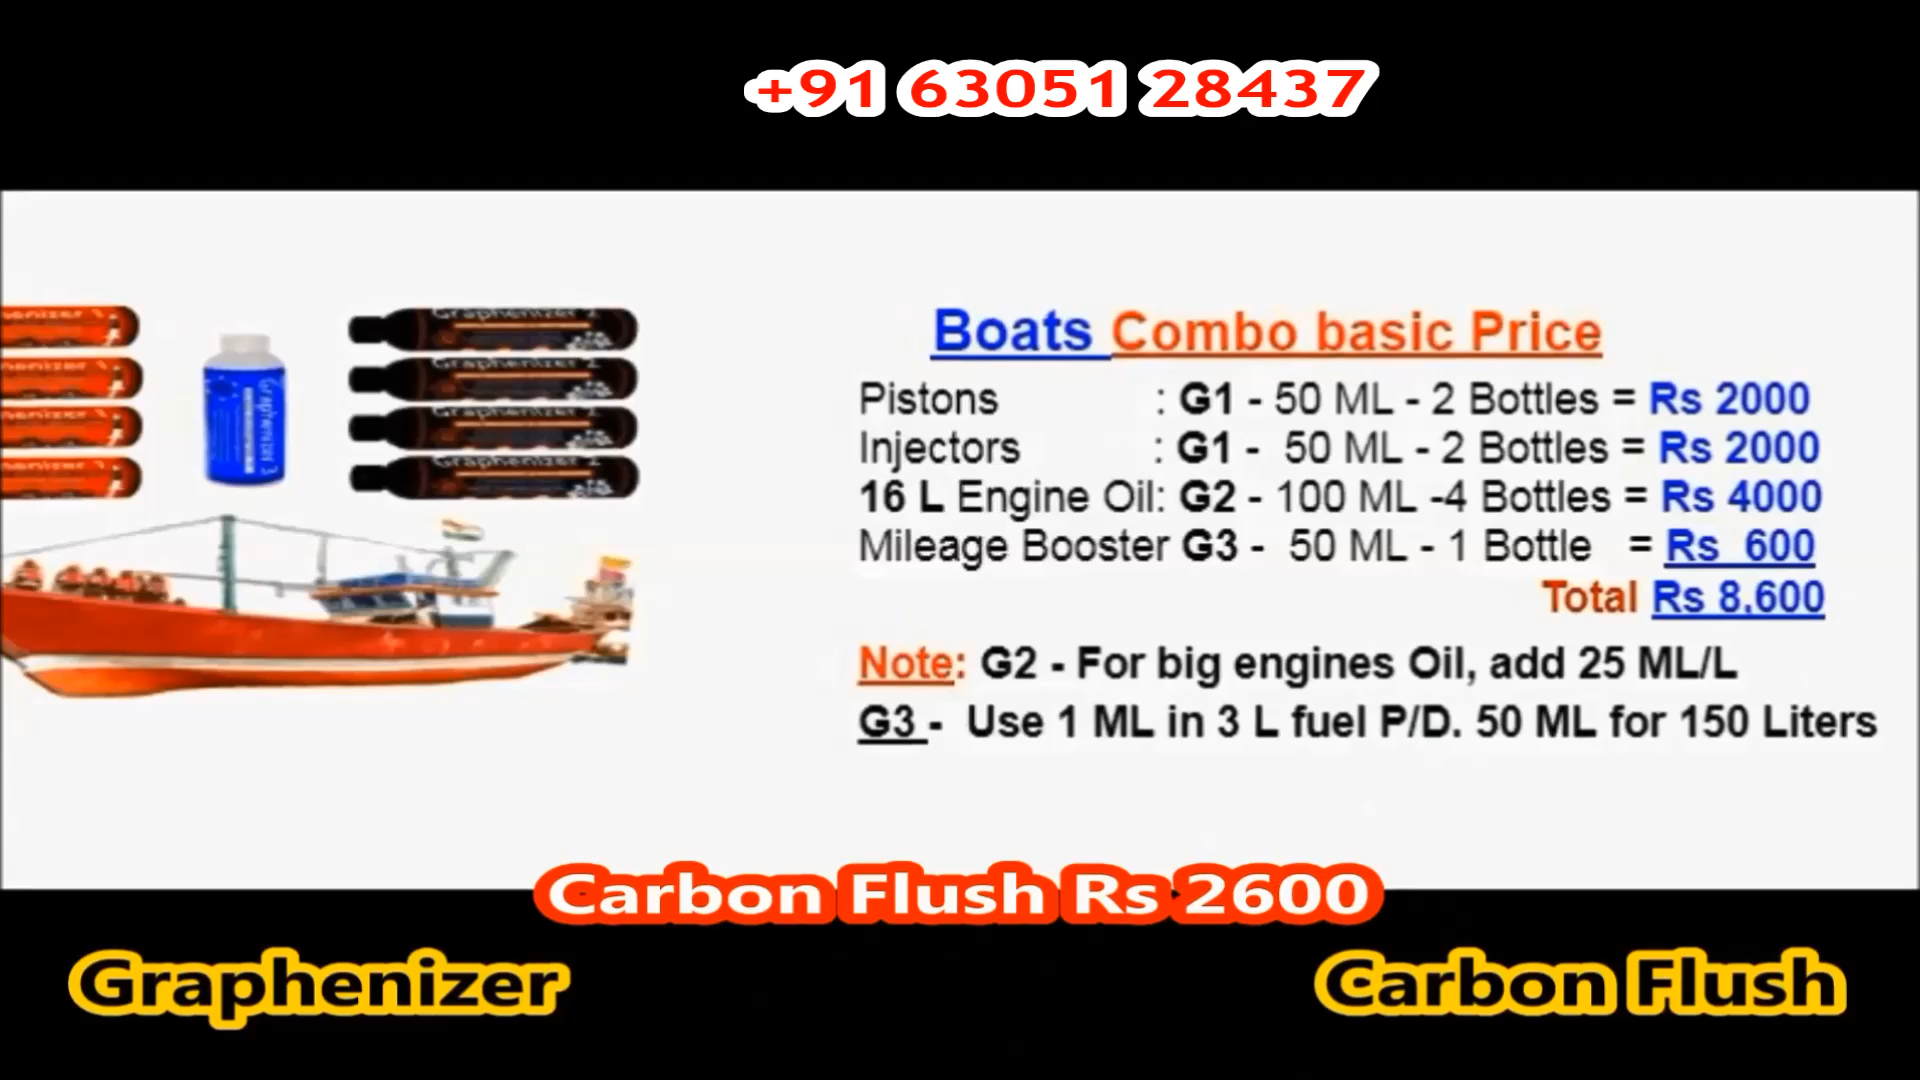 +91 63051 28437
Boats Combo basic Price
Pistons : G1 - 50 ML - 2 Bottles = Rs 2000
Injectors : G1 - 50 ML - 2 Bottles = Rs 2000
16 L Engine Oil: G2 - 100 ML -4 Bottles = Rs 4000
Mileage Booster G3 - 50 ML - 1 Bottle = Rs 600
Total Rs 8.600
Note: G2 - For big engines Oil, add 25 ML/L
G3 - Use 1 ML in 3 L fuel P/D. 50 ML for 150 Liters
Graphenizer 3
Carbon Flush Rs 2600
Graphenizer
Carbon Flush